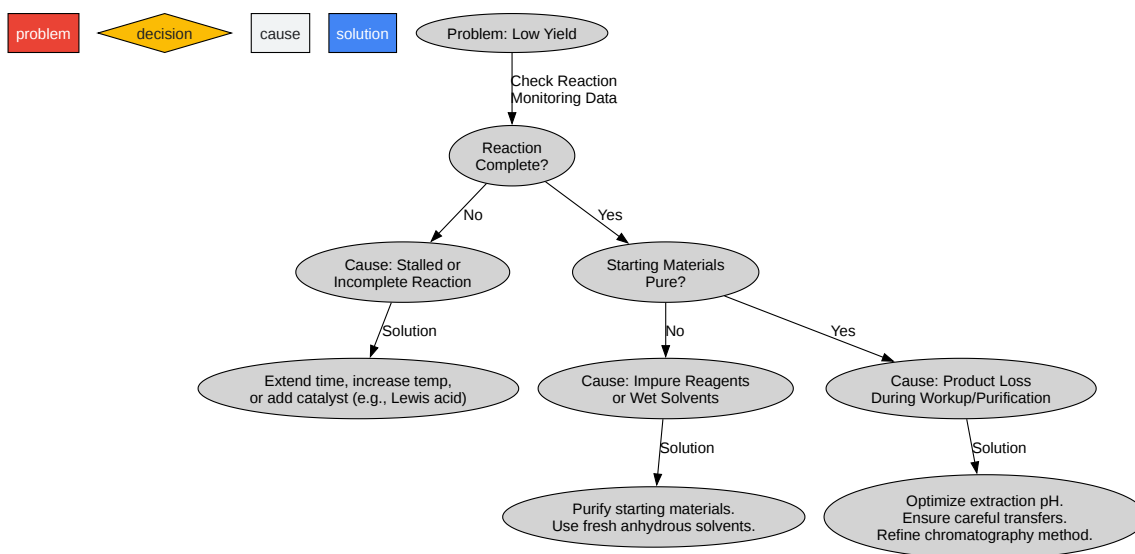 problem
decision
cause
solution
Problem: Low Yield
Check Reaction
Monitoring Data
Reaction
Complete?
No
Yes
Cause: Stalled or
Incomplete Reaction
Starting Materials
Pure?
Solution
No
Yes
Extend time, increase temp,
or add catalyst (e.g., Lewis acid)
Cause: Impure Reagents
or Wet Solvents
Cause: Product Loss
During Workup/Purification
Solution
Solution
Purify starting materials.
Use fresh anhydrous solvents.
Optimize extraction pH.
Ensure careful transfers.
Refine chromatography method.